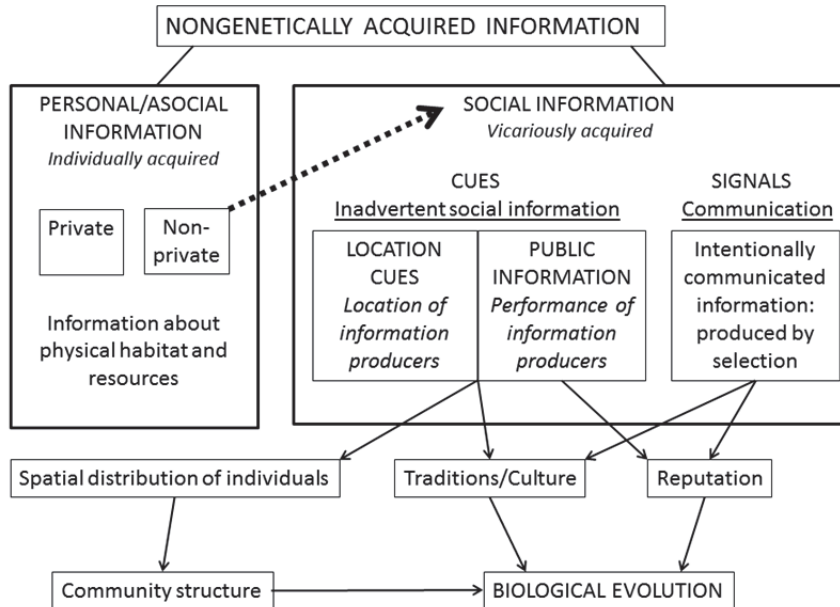 NONGENETICALLY ACQUIRED INFORMATION
PERSONAL/ASOCIAL
INFORMATION
Individually acquired
Private
Non-
private
Information about
physical habitat and
resources
SOCIAL INFORMATION
Vicariously acquired
CUES
Inadvertent social information
LOCATION
CUES
Location of
information
producers
PUBLIC
INFORMATION
Performance of
information
producers
SIGNALS
Communication
Intentionally
communicated
information:
produced by
selection
Spatial distribution of individuals
Traditions/Culture
Reputation
Community structure
BIOLOGICAL EVOLUTION